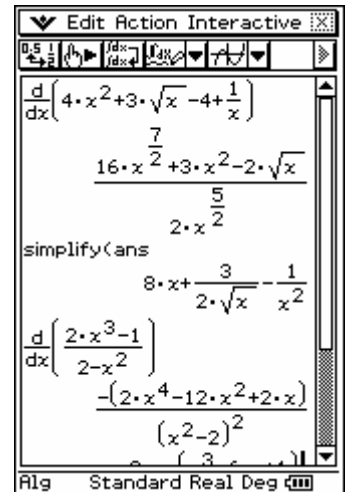 Edit Action Interactive
d/dx(4·x^2+3·√x -4+1/x)
(16·x^(7/2)+3·x^2-2·√x)/(2·x^(5/2))
simplify(ans
8·x+3/(2·√x)-1/x^2
d/dx((2·x^3-1)/(2-x^2))
(-(2·x^4-12·x^2+2·x))/((x^2-2)^2)
Alg Standard Real Deg